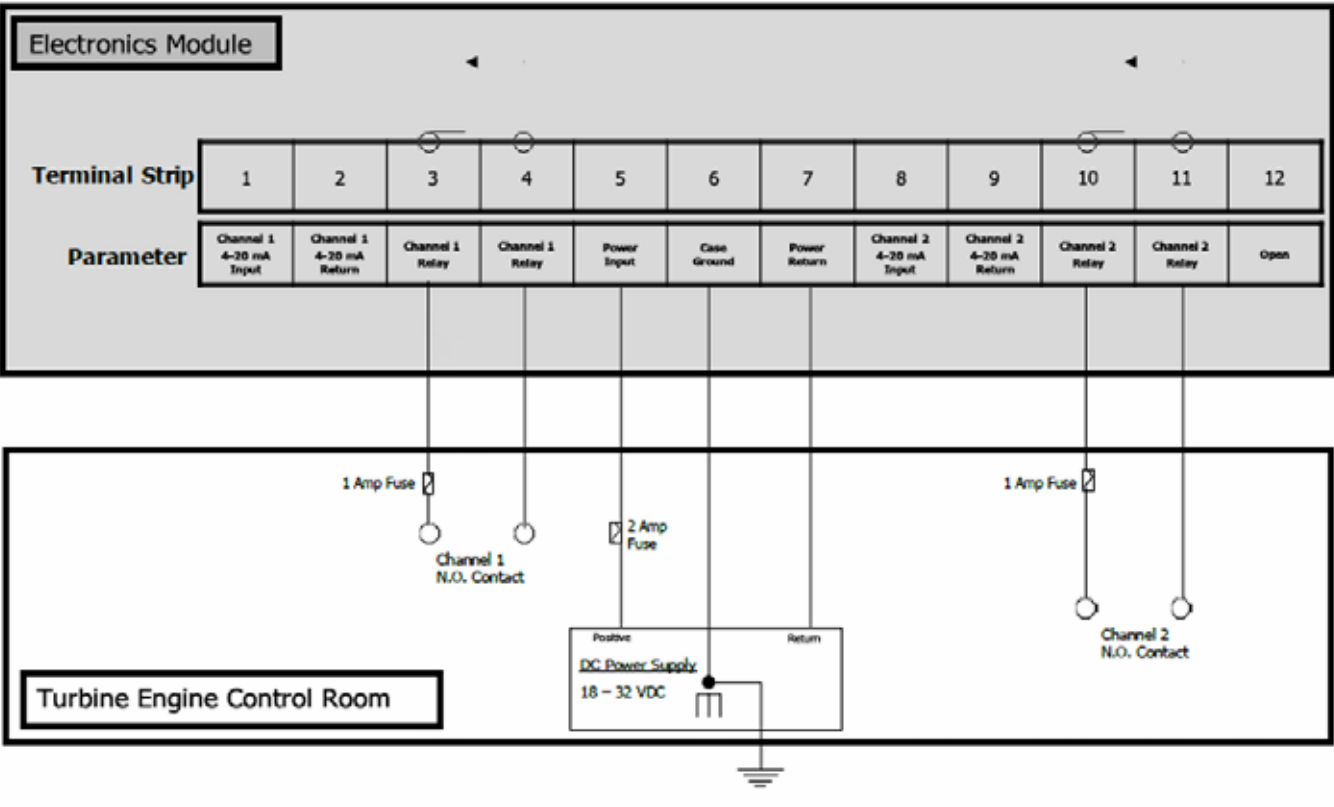 Electronics Module
Terminal Strip 1 2 3 4 5 6 7 8 9 10 11 12
Parameter
Channel 1
4-20 mA
Input
Channel 1
4-20 mA
Return
Channel 1
Relay
Channel 1
Relay
Power
Input
Case
Ground
Power
Return
Channel 2
4-20 mA
Input
Channel 2
4-20 mA
Return
Channel 2
Relay
Channel 2
Relay
Open
1 Amp Fuse
Channel 1
N.O. Contact
2 Amp
Fuse
1 Amp Fuse
Channel 2
N.O. Contact
Positive
Return
DC Power Supply
18 – 32 VDC
Turbine Engine Control Room